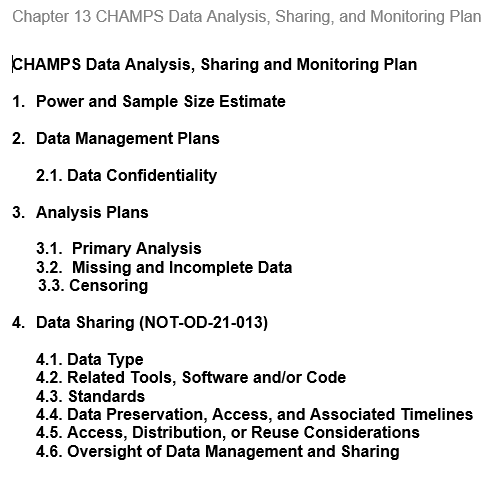 Chapter 13 CHAMPS Data Analysis, Sharing, and Monitoring Plan
CHAMPS Data Analysis, Sharing and Monitoring Plan
1. Power and Sample Size Estimate
2. Data Management Plans
2.1. Data Confidentiality
3. Analysis Plans
3.1. Primary Analysis
3.2. Missing and Incomplete Data
3.3. Censoring
4. Data Sharing (NOT-OD-21-013)
4.1. Data Type
4.2. Related Tools, Software and/or Code
4.3. Standards
4.4. Data Preservation, Access, and Associated Timelines
4.5. Access, Distribution, or Reuse Considerations
4.6. Oversight of Data Management and Sharing